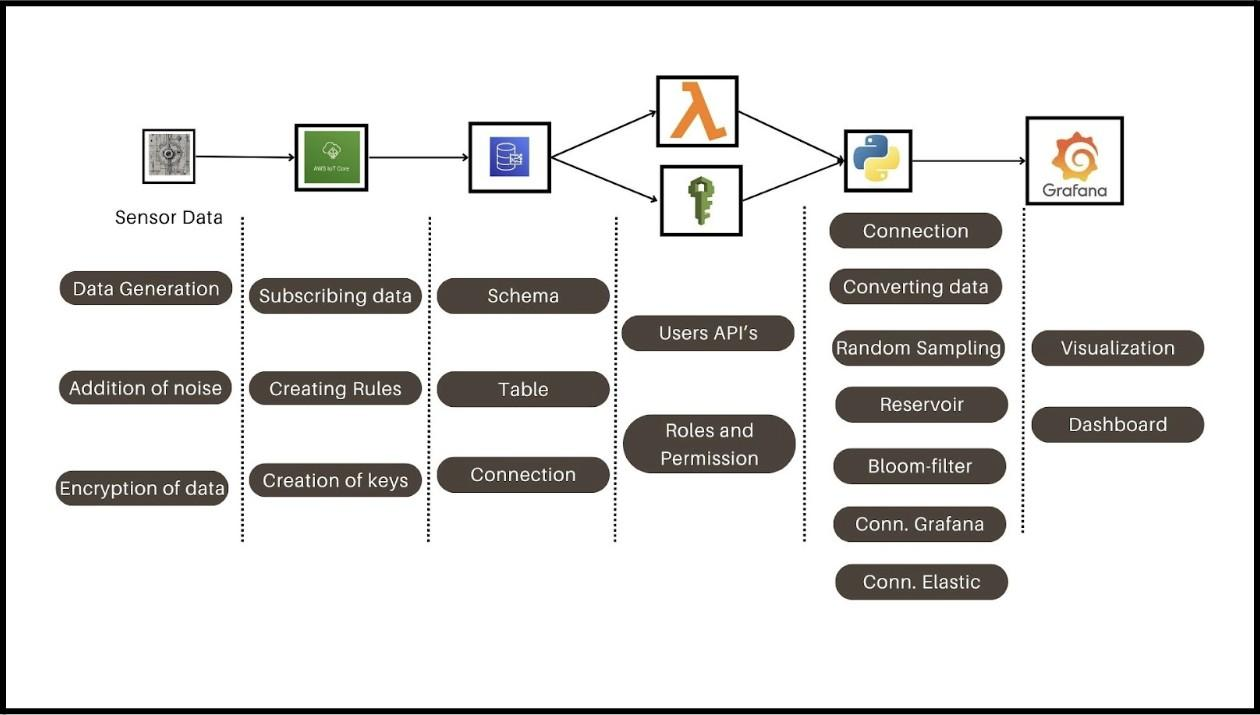 AWS IoT Core
Grafana
Sensor Data
Data Generation
Addition of noise
Encryption of data
Subscribing data
Creating Rules
Creation of keys
Schema
Table
Connection
Users API’s
Roles and
Permission
Connection
Converting data
Random Sampling
Reservoir
Bloom-filter
Conn. Grafana
Conn. Elastic
Visualization
Dashboard